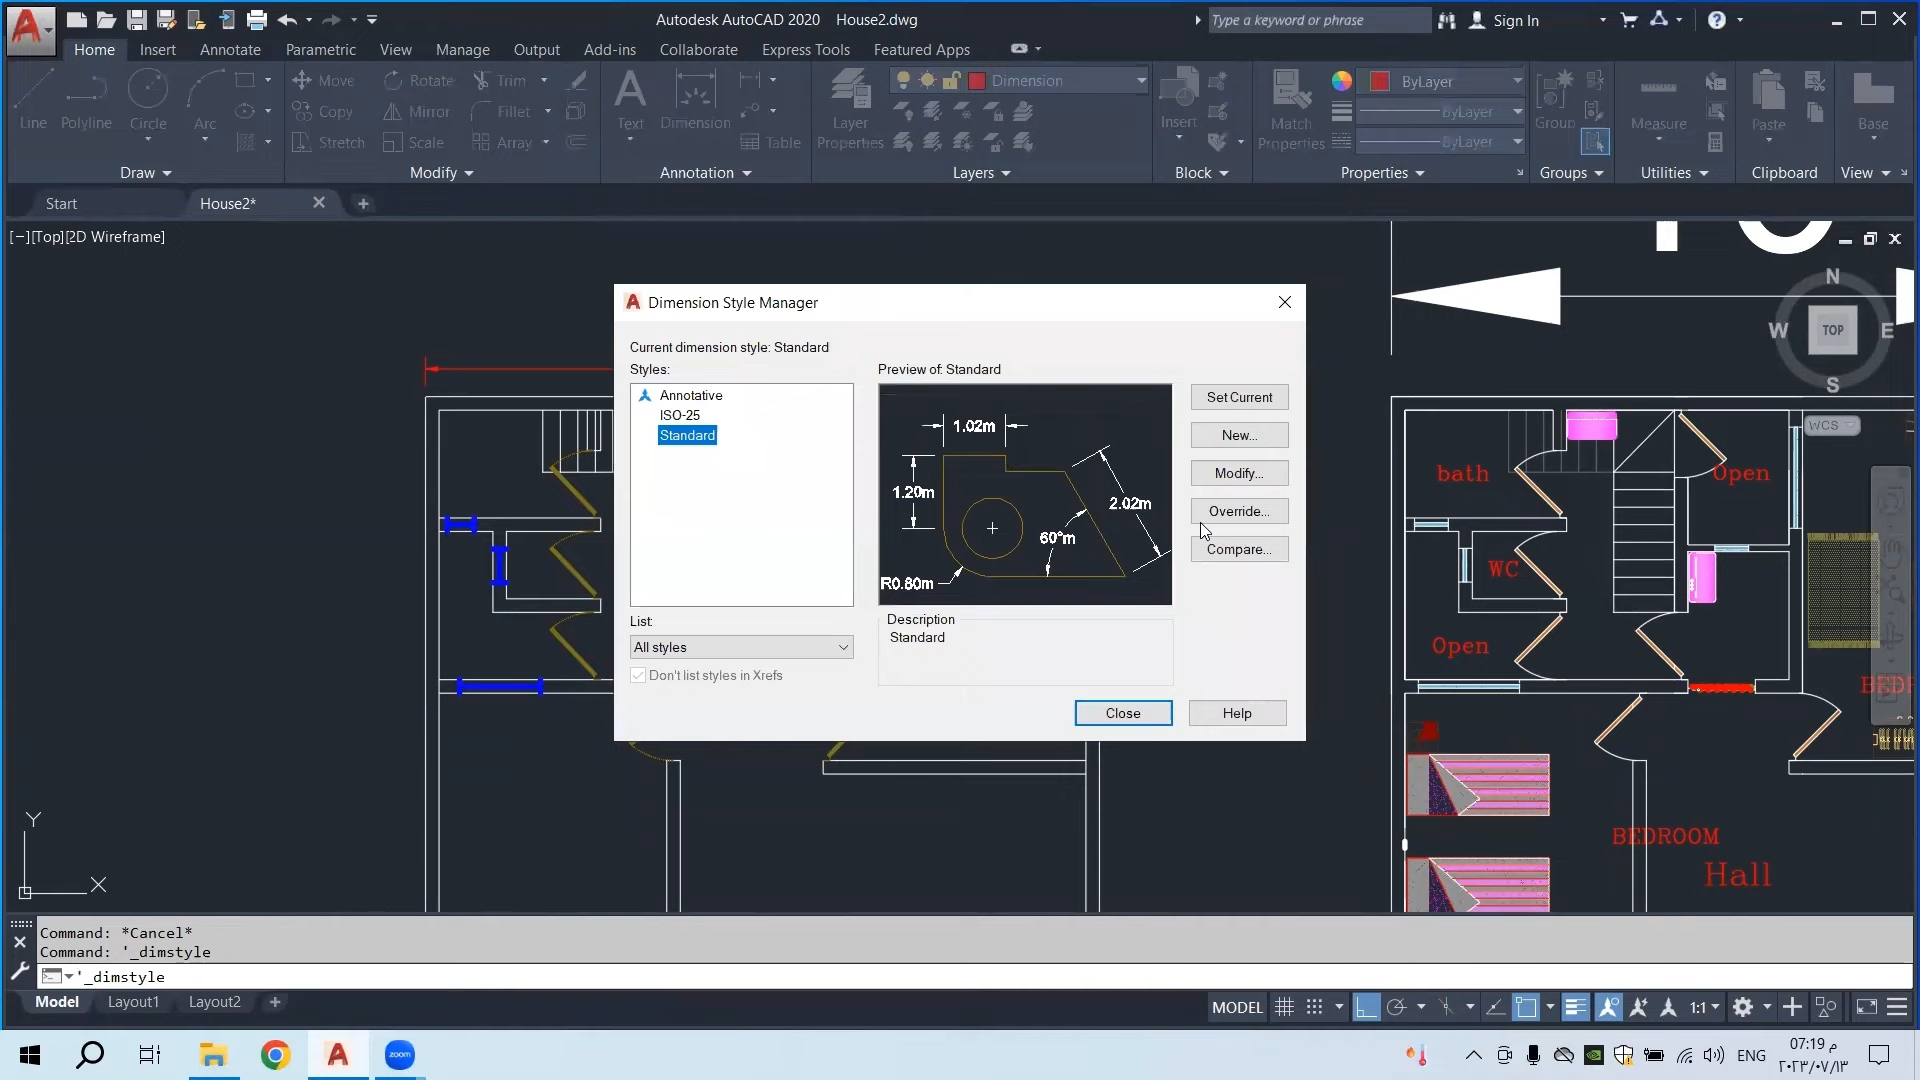 Autodesk AutoCAD 2020 House2.dwg
Type a keyword or phrase
Sign In
Home Insert Annotate Parametric View Manage Output Add-ins Collaborate Express Tools Featured Apps
Line Polyline Circle Arc
Move Rotate Trim
Copy Mirror Fillet
Stretch Scale Array
Text Dimension Table
Layer Properties
Dimension
Insert
Match Properties
ByLayer
ByLayer
ByLayer
Group
Measure
Paste
Base
Draw Modify Annotation Layers Block Properties Groups Utilities Clipboard View
Start House2*
[−][Top][2D Wireframe]
N
W TOP E
S
WCS
Dimension Style Manager
Current dimension style: Standard
Styles:
Annotative
ISO-25
Standard
Preview of: Standard
1.02m
1.20m
2.02m
60°m
R0.80m
Set Current
New...
Modify...
Override...
Compare...
List:
All styles
Don't list styles in Xrefs
Description
Standard
Close
Help
bath
Open
WC
Open
BEDROOM
Hall
Y
X
Command: *Cancel*
Command: '_dimstyle
'_dimstyle
Model Layout1 Layout2
MODEL
1:1
zoom
ENG
07:19 م
٢٠٢٣/٠٧/١٣